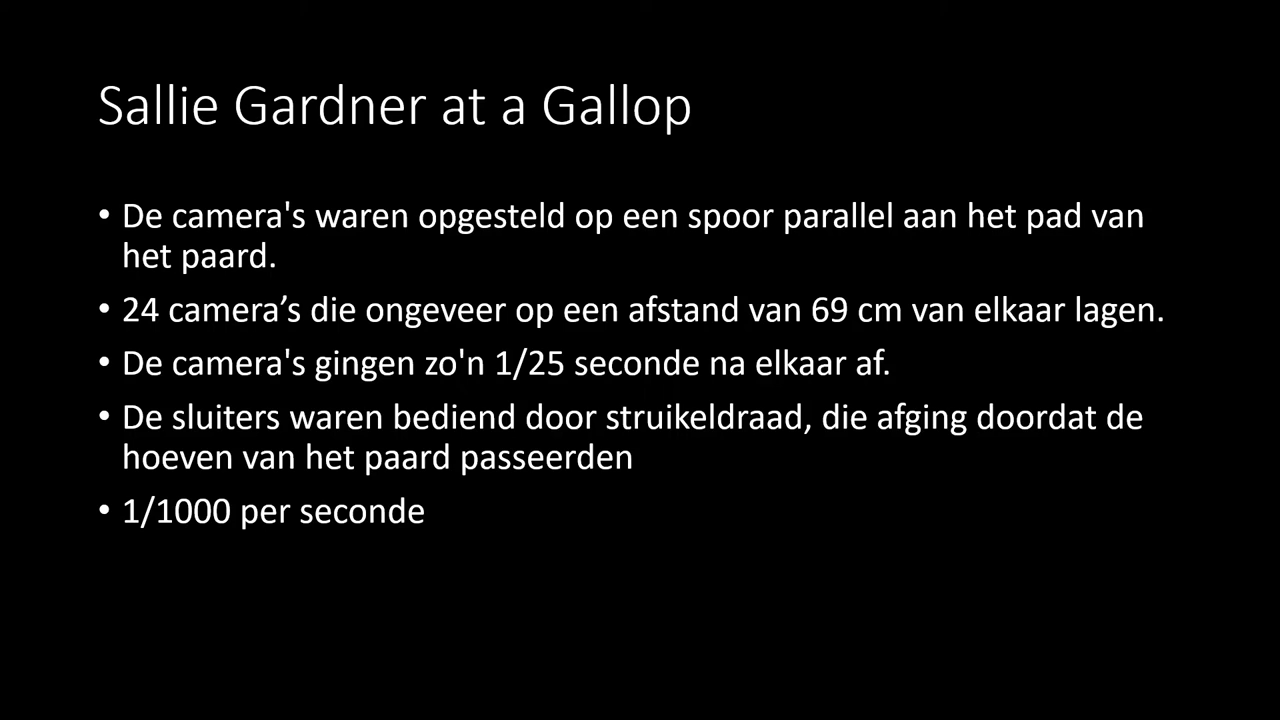 Sallie Gardner at a Gallop
• De camera's waren opgesteld op een spoor parallel aan het pad van
het paard.
• 24 camera’s die ongeveer op een afstand van 69 cm van elkaar lagen.
• De camera's gingen zo'n 1/25 seconde na elkaar af.
• De sluiters waren bediend door struikeldraad, die afging doordat de
hoeven van het paard passeerden
• 1/1000 per seconde